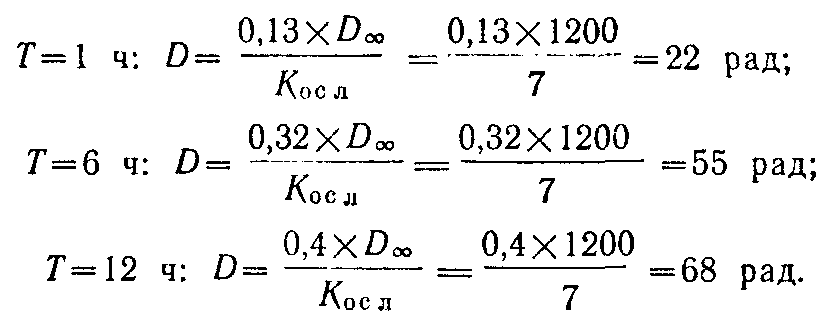 T=1 ч: D= 0,13×D∞ / Kосл = 0,13×1200 / 7 =22 рад;
T=6 ч: D= 0,32×D∞ / Kосл = 0,32×1200 / 7 =55 рад;
T=12 ч: D= 0,4×D∞ / Kосл = 0,4×1200 / 7 =68 рад.